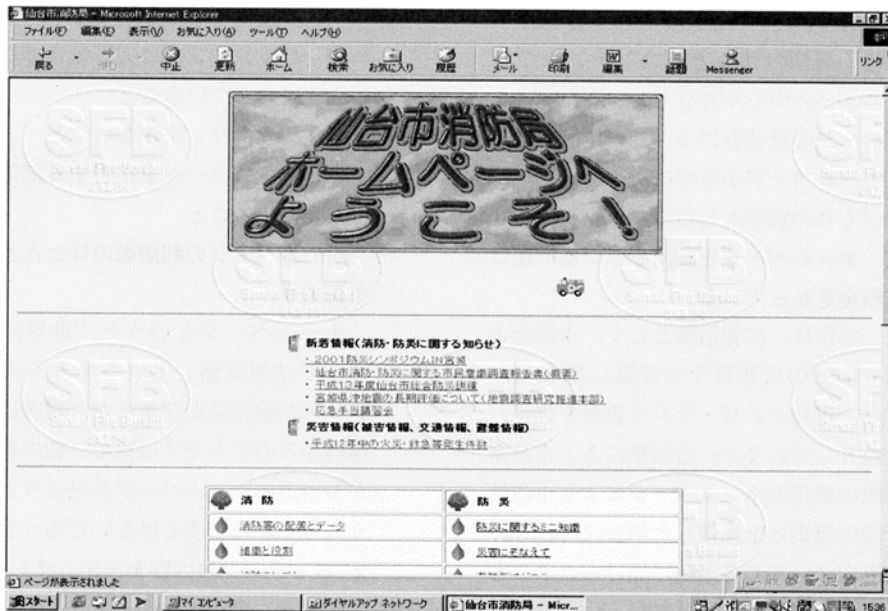 仙台市消防局 - Microsoft Internet Explorer
ファイル(F) 編集(E) 表示(V) お気に入り(A) ツール(T) ヘルプ(H)
戻る 進む 中止 更新 ホーム 検索 お気に入り 履歴 メール 印刷 編集 話題 Messenger リンク
仙台市消防局
ホームページへ
ようこそ!
新着情報(消防・防災に関する知らせ)
・2001防災シンポジウムIN宮城
・仙台市消防・防災に関する市民意識調査報告書(概要)
・平成13年度仙台市総合防災訓練
・宮城県沖地震の長期評価について(地震調査研究推進本部)
・応急手当講習会
災害情報(被害情報、交通情報、避難情報)
・平成12年中の火災・救急等発生件数
消 防 防 災
消防署の配置とデータ 防災に関するミニ知識
組織と役割 災害にそなえて
ページが表示されました
スタート マイ コンピュータ ダイヤルアップ ネットワーク 仙台市消防局 - Micr...
SFB
Sendai Fire Bureau